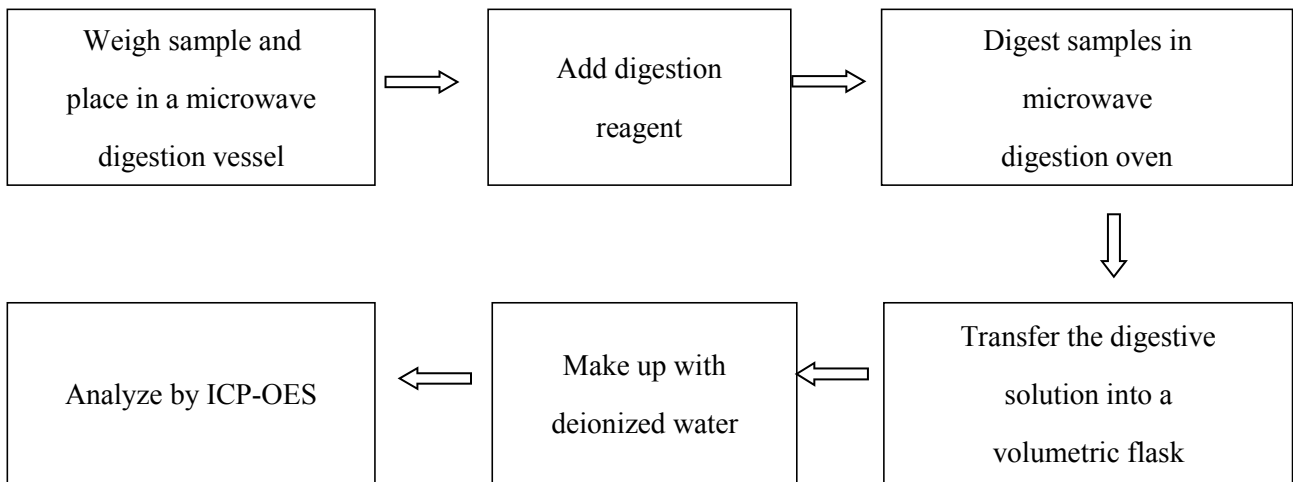 Weigh sample and
place in a microwave
digestion vessel
Add digestion
reagent
Digest samples in
microwave
digestion oven
Transfer the digestive
solution into a
volumetric flask
Make up with
deionized water
Analyze by ICP-OES